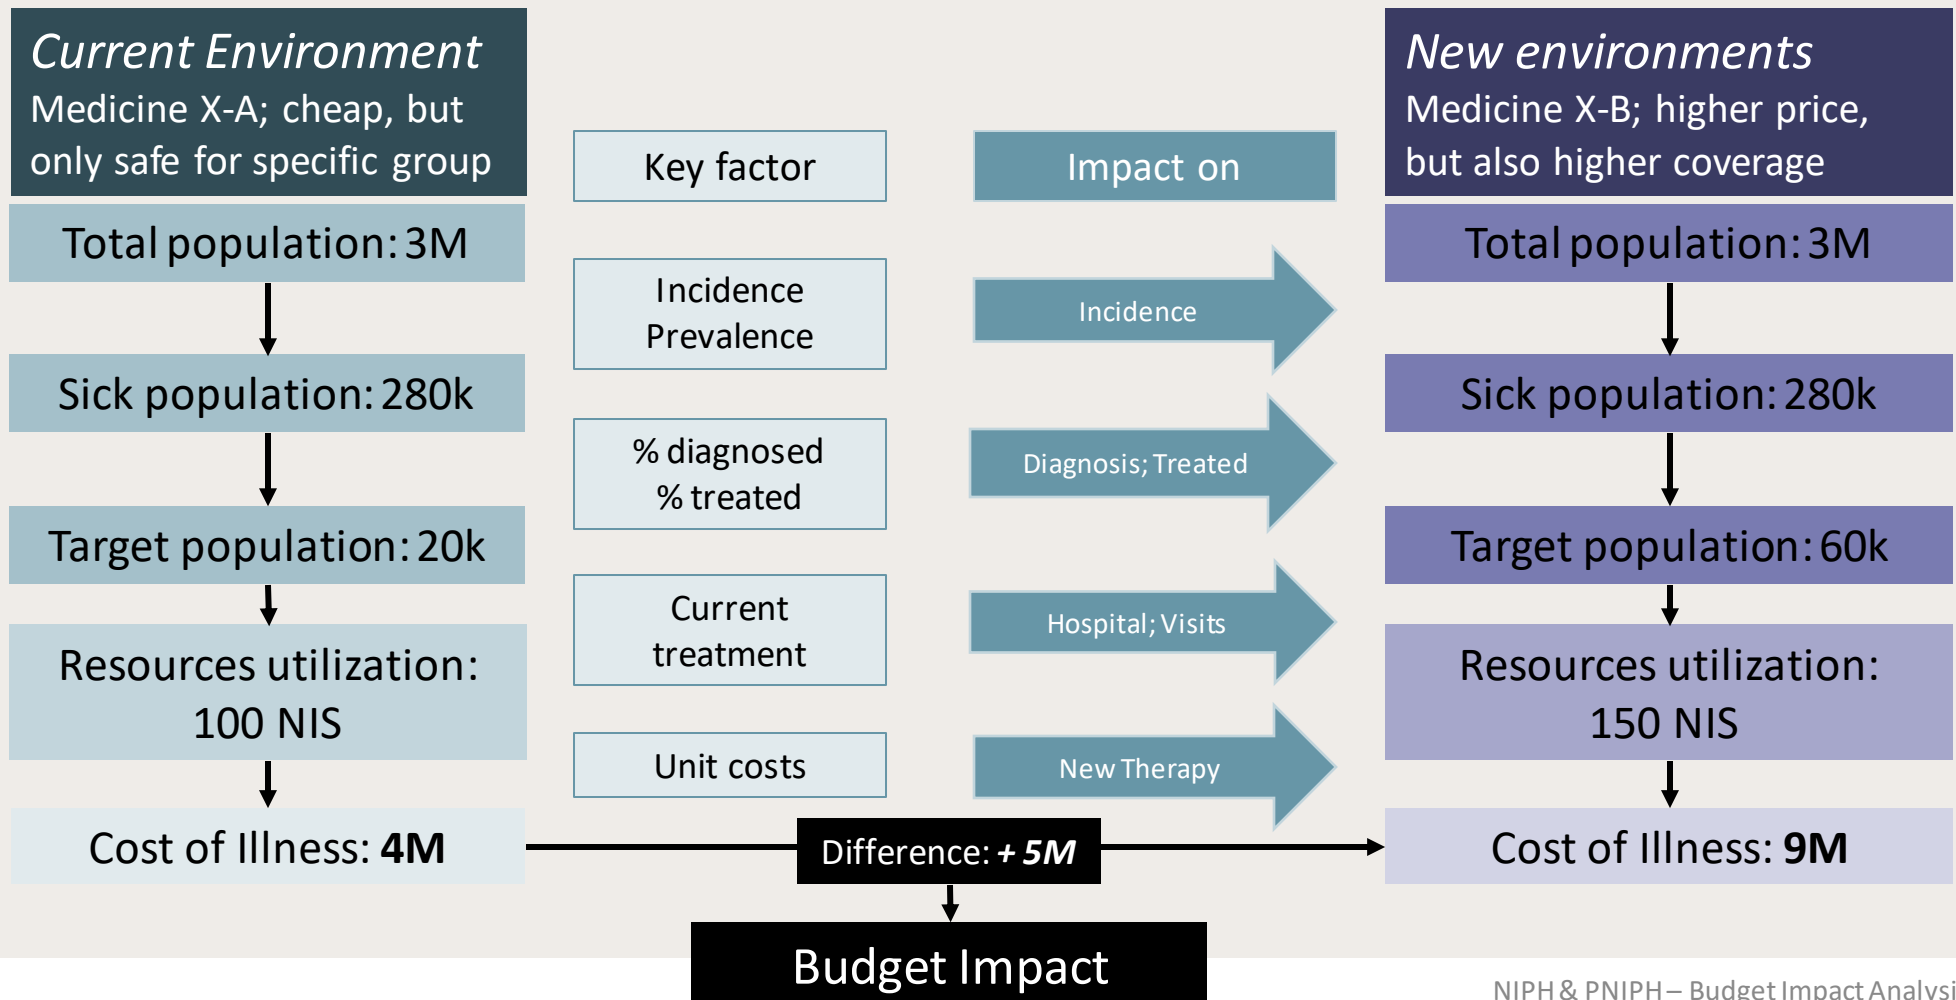 Current Environment
Medicine X-A; cheap, but
only safe for specific group
Total population: 3M
Sick population: 280k
Target population: 20k
Resources utilization:
100 NIS
Cost of Illness: 4M
Key factor
Incidence
Prevalence
% diagnosed
% treated
Current
treatment
Unit costs
Impact on
Incidence
Diagnosis; Treated
Hospital; Visits
New Therapy
New environments
Medicine X-B; higher price,
but also higher coverage
Total population: 3M
Sick population: 280k
Target population: 60k
Resources utilization:
150 NIS
Cost of Illness: 9M
Difference: + 5M
Budget Impact
NIPH & PNIPH – Budget Impact Analysi